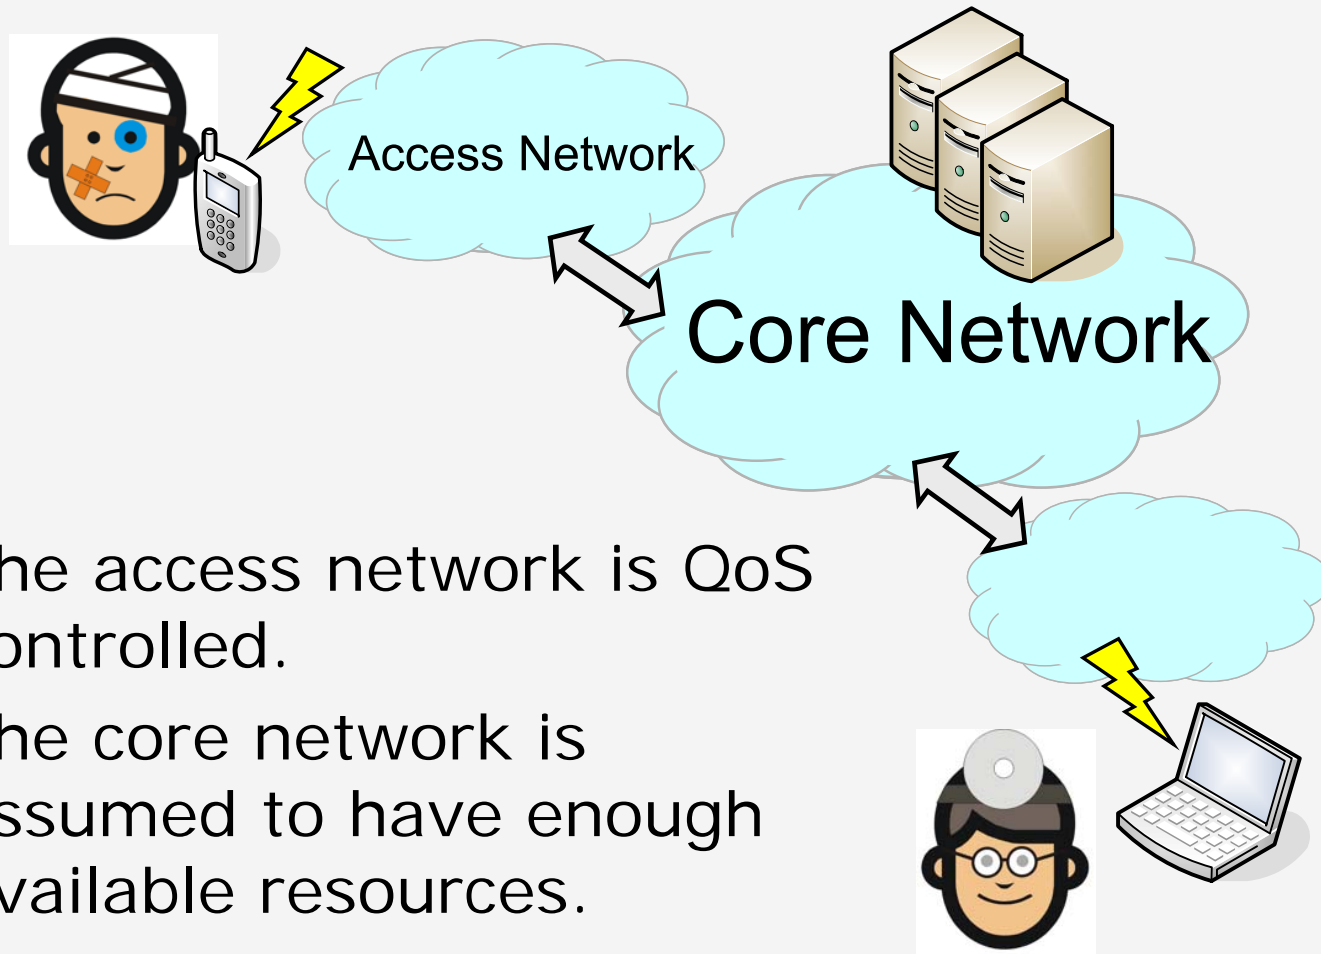 Access Network
Core Network
he access network is QoS
ontrolled.
he core network is
ssumed to have enough
vailable resources.